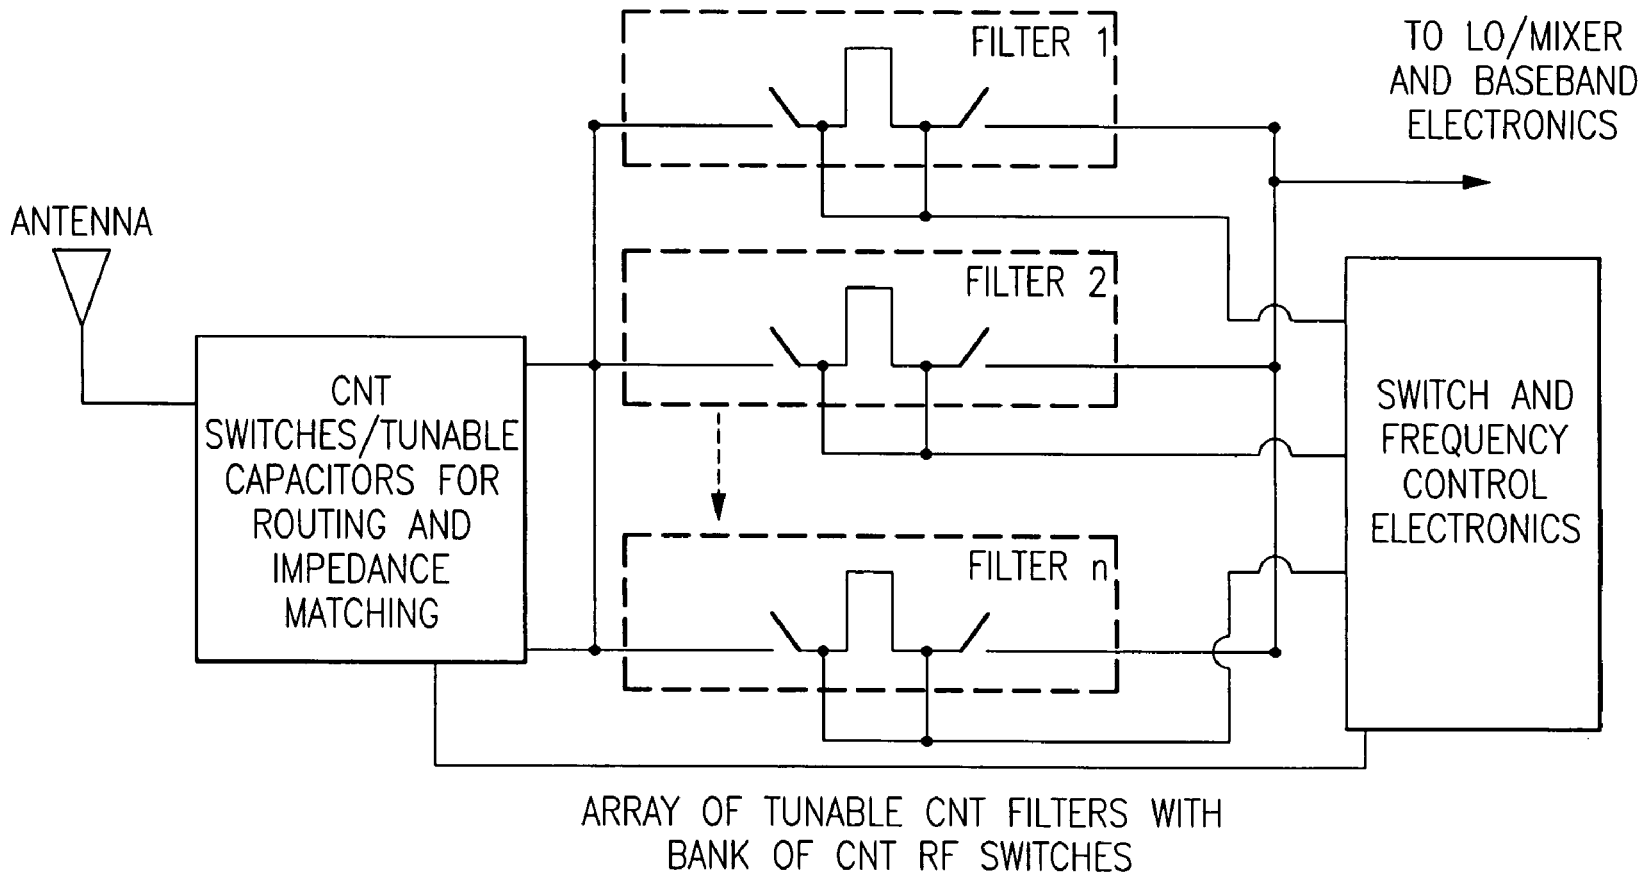 FILTER 1
TO LO/MIXER
AND BASEBAND
ELECTRONICS
ANTENNA
FILTER 2
CNT
SWITCHES/TUNABLE
CAPACITORS FOR
ROUTING AND
IMPEDANCE
MATCHING
SWITCH AND
FREQUENCY
CONTROL
ELECTRONICS
FILTER n
ARRAY OF TUNABLE CNT FILTERS WITH
BANK OF CNT RF SWITCHES